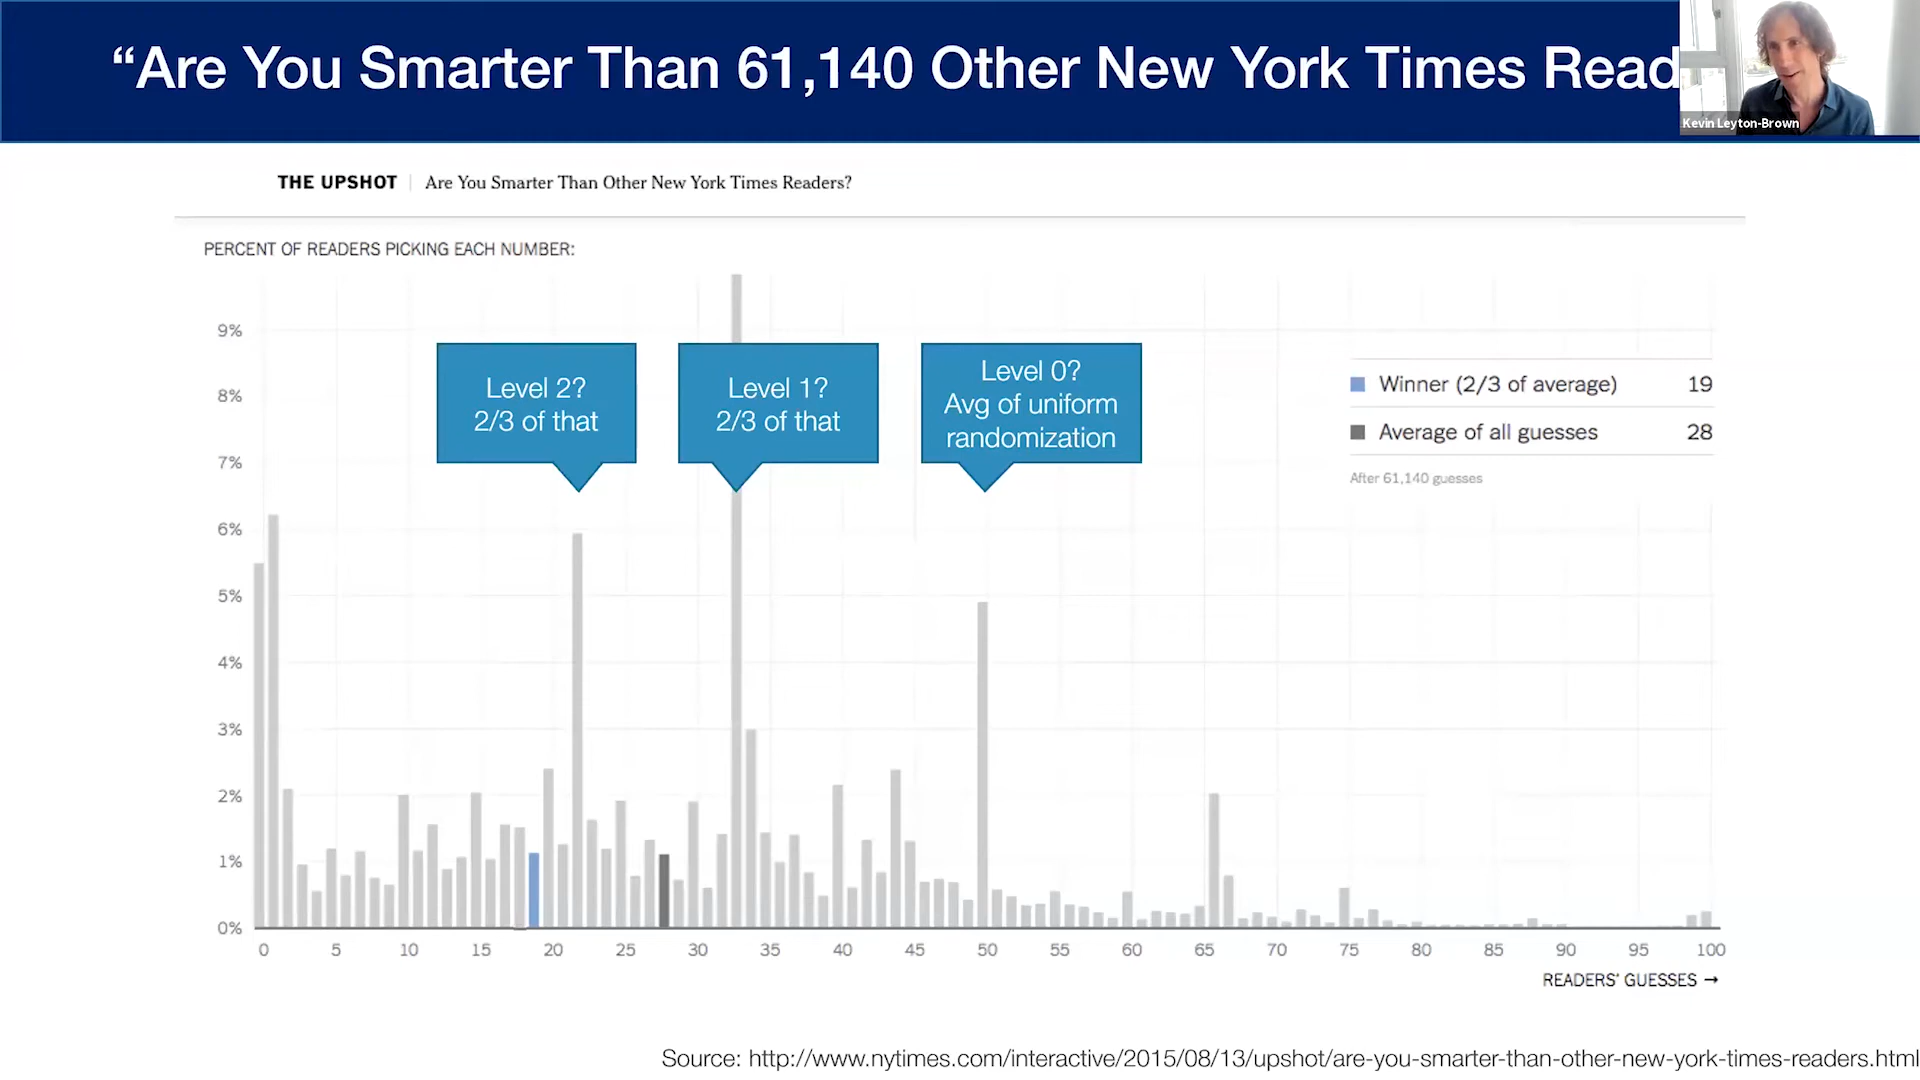 “Are You Smarter Than 61,140 Other New York Times Read
Kevin Leyton-Brown
THE UPSHOT | Are You Smarter Than Other New York Times Readers?
PERCENT OF READERS PICKING EACH NUMBER:
9%
8%
7%
6%
5%
4%
3%
2%
1%
0%
Level 2?
2/3 of that
Level 1?
2/3 of that
Level 0?
Avg of uniform
randomization
Winner (2/3 of average) 19
Average of all guesses 28
After 61,140 guesses
0 5 10 15 20 25 30 35 40 45 50 55 60 65 70 75 80 85 90 95 100
READERS’ GUESSES →
Source: http://www.nytimes.com/interactive/2015/08/13/upshot/are-you-smarter-than-other-new-york-times-readers.html